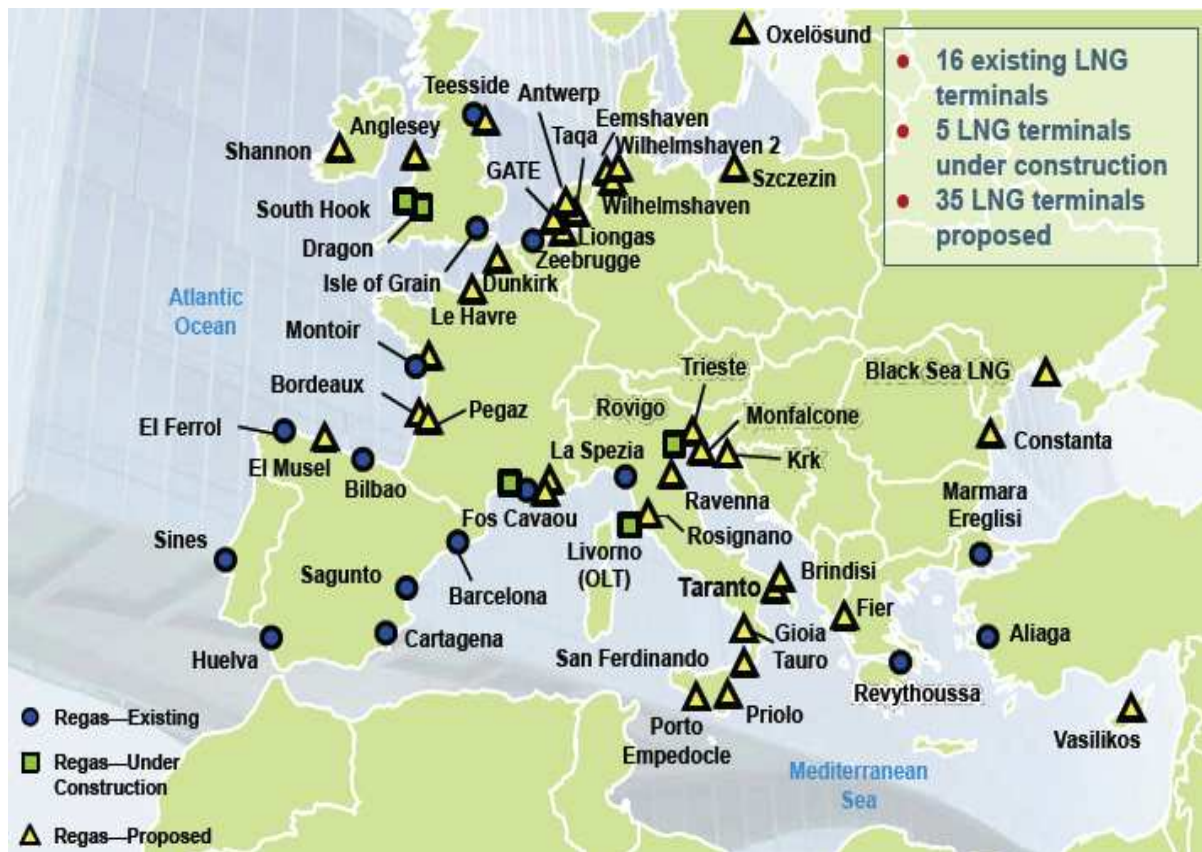 Oxelösund
16 existing LNG
terminals
5 LNG terminals
under construction
35 LNG terminals
proposed
Teesside
Antwerp
Taqa
Eemshaven
Wilhelmshaven 2
Anglesey
Shannon
GATE
Szczezin
Wilhelmshaven
South Hook
Dragon
Liongas
Zeebrugge
Isle of Grain
Dunkirk
Le Havre
Atlantic
Ocean
Montoir
Bordeaux
Pegaz
Trieste
Black Sea LNG
Rovigo
Monfalcone
El Ferrol
El Musel
Bilbao
La Spezia
Krk
Constanta
Ravenna
Marmara
Ereglisi
Fos Cavaou
Rosignano
Livorno
(OLT)
Sines
Sagunto
Barcelona
Taranto
Brindisi
Fier
Cartagena
Huelva
Gioia
Tauro
Aliaga
San Ferdinando
Revythoussa
Priolo
Porto
Empedocle
Vasilikos
Mediterranean
Sea
Regas—Existing
Regas—Under
Construction
Regas—Proposed